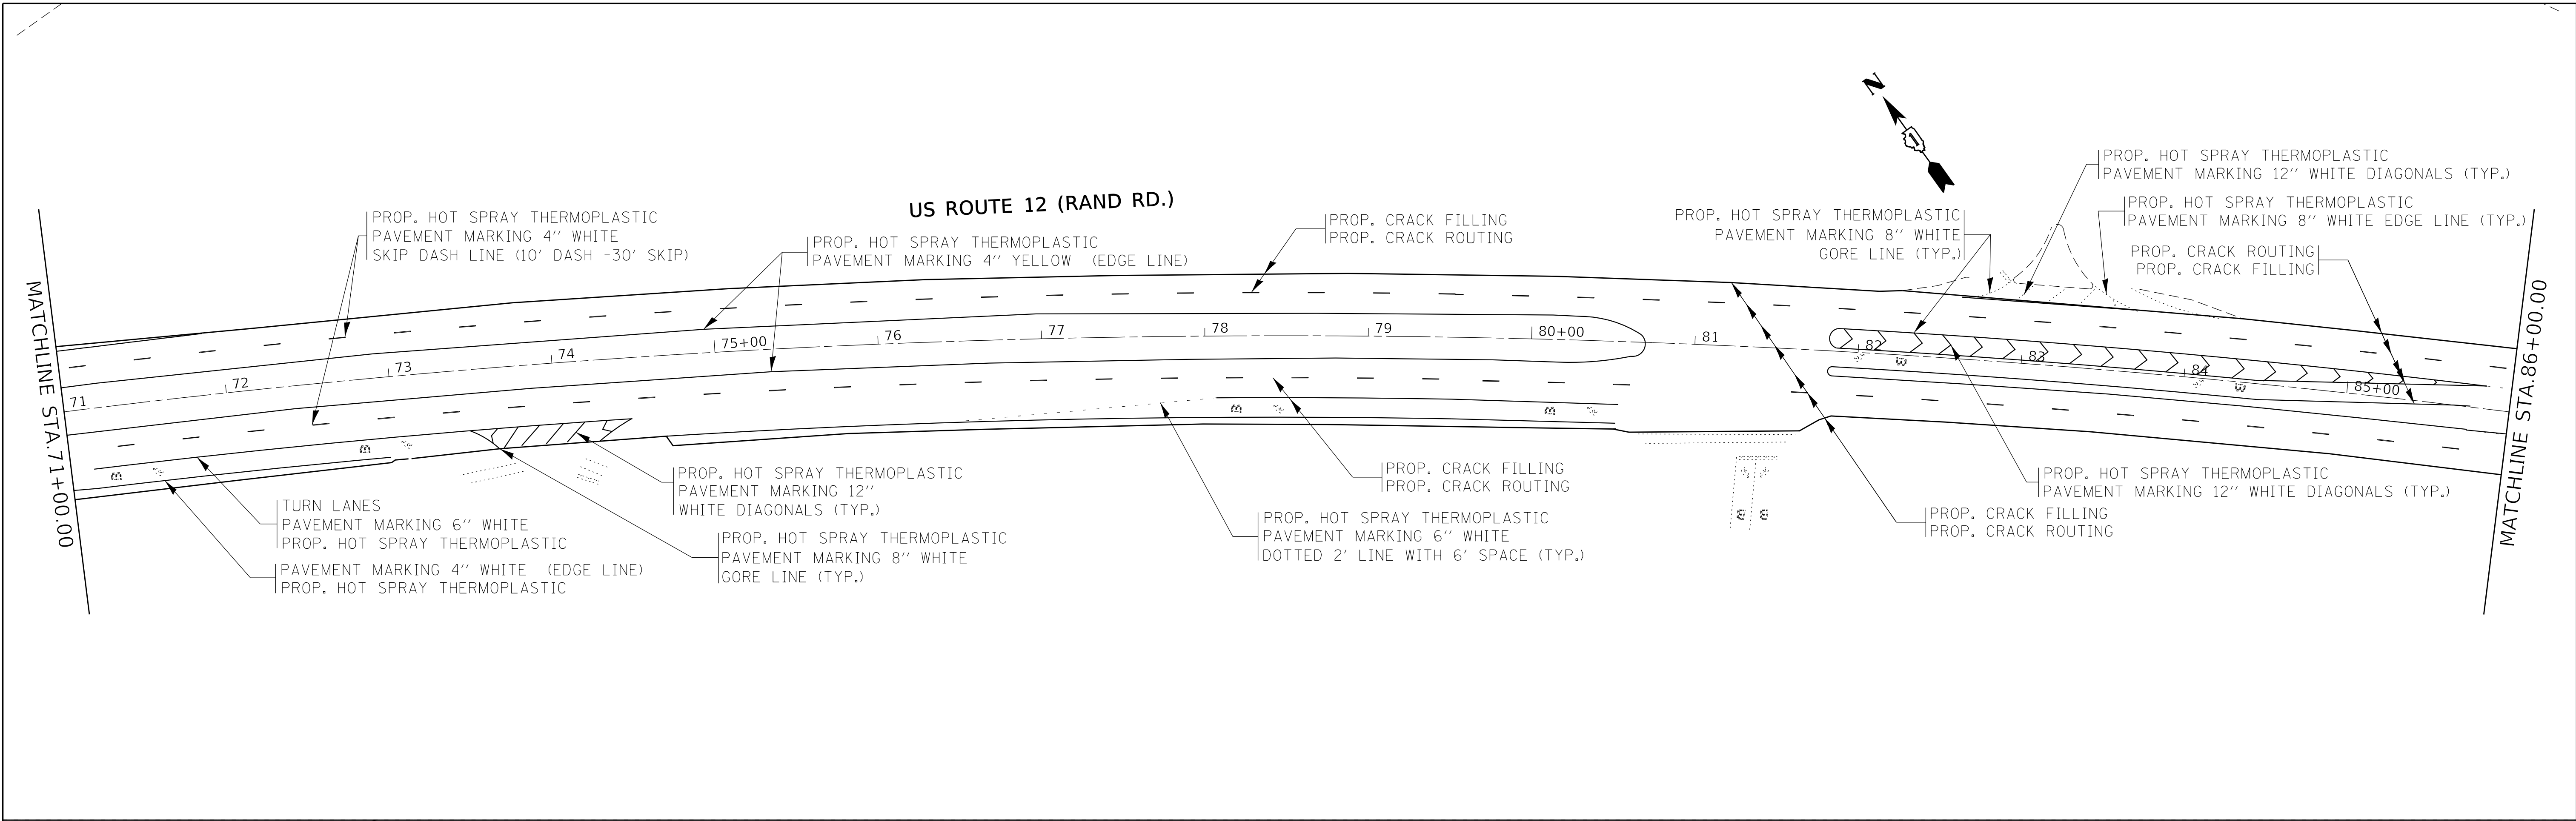 N
1
US ROUTE 12 (RAND RD.)
PROP. HOT SPRAY THERMOPLASTIC
PAVEMENT MARKING 4" WHITE
SKIP DASH LINE (10' DASH -30' SKIP)
PROP. HOT SPRAY THERMOPLASTIC
PAVEMENT MARKING 4" YELLOW (EDGE LINE)
PROP. CRACK FILLING
PROP. CRACK ROUTING
PROP. HOT SPRAY THERMOPLASTIC
PAVEMENT MARKING 8" WHITE
GORE LINE (TYP.)
PROP. HOT SPRAY THERMOPLASTIC
PAVEMENT MARKING 12" WHITE DIAGONALS (TYP.)
PROP. HOT SPRAY THERMOPLASTIC
PAVEMENT MARKING 8" WHITE EDGE LINE (TYP.)
PROP. CRACK ROUTING
PROP. CRACK FILLING
MATCHLINE STA.71+00.00
71
72
73
74
75+00
76
77
78
79
80+00
81
82
83
84
85+00
MATCHLINE STA.86+00.00
TURN LANES
PAVEMENT MARKING 6" WHITE
PROP. HOT SPRAY THERMOPLASTIC
PAVEMENT MARKING 4" WHITE (EDGE LINE)
PROP. HOT SPRAY THERMOPLASTIC
PROP. HOT SPRAY THERMOPLASTIC
PAVEMENT MARKING 12"
WHITE DIAGONALS (TYP.)
PROP. HOT SPRAY THERMOPLASTIC
PAVEMENT MARKING 8" WHITE
GORE LINE (TYP.)
PROP. CRACK FILLING
PROP. CRACK ROUTING
PROP. HOT SPRAY THERMOPLASTIC
PAVEMENT MARKING 6" WHITE
DOTTED 2' LINE WITH 6' SPACE (TYP.)
PROP. HOT SPRAY THERMOPLASTIC
PAVEMENT MARKING 12" WHITE DIAGONALS (TYP.)
PROP. CRACK FILLING
PROP. CRACK ROUTING